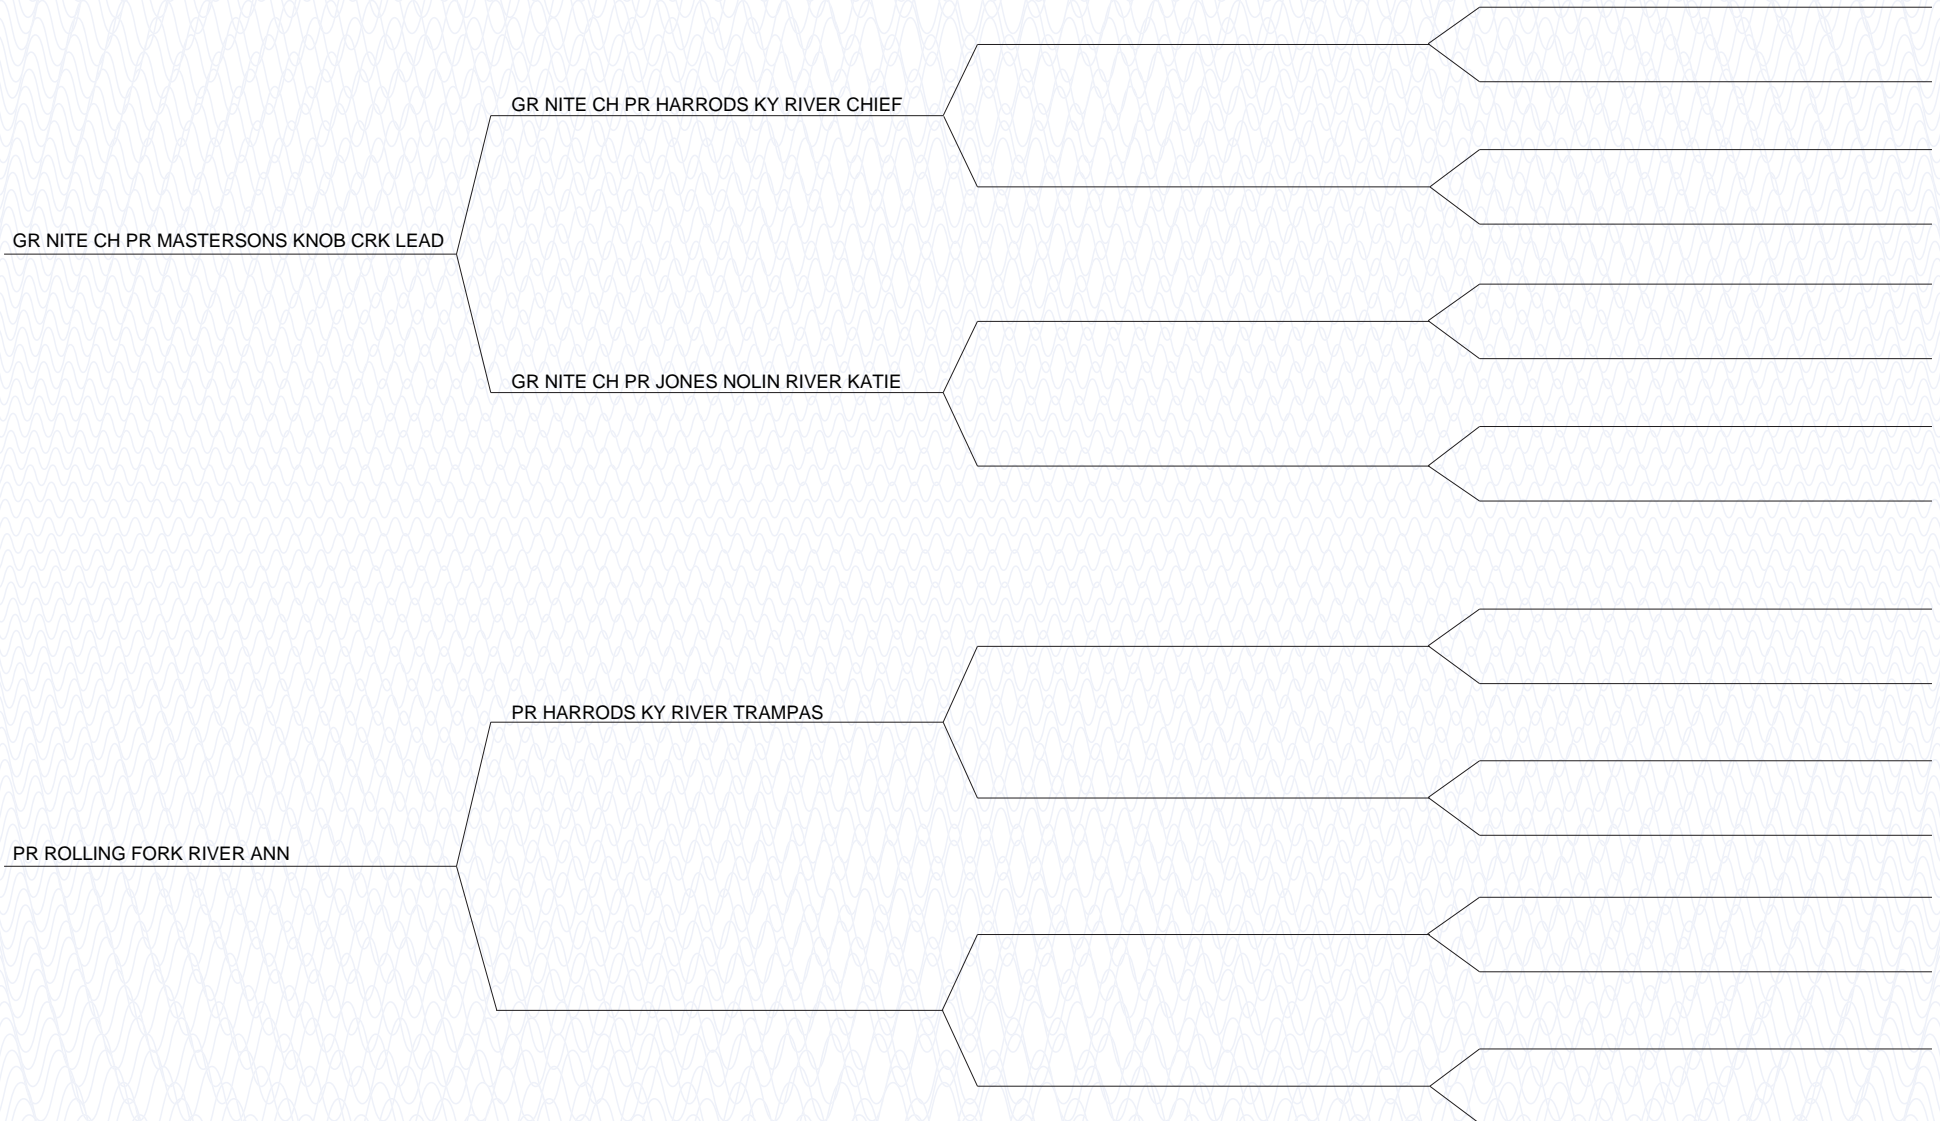 GR NITE CH PR HARRODS KY RIVER CHIEF
GR NITE CH PR MASTERSONS KNOB CRK LEAD
GR NITE CH PR JONES NOLIN RIVER KATIE
PR HARRODS KY RIVER TRAMPAS
PR ROLLING FORK RIVER ANN